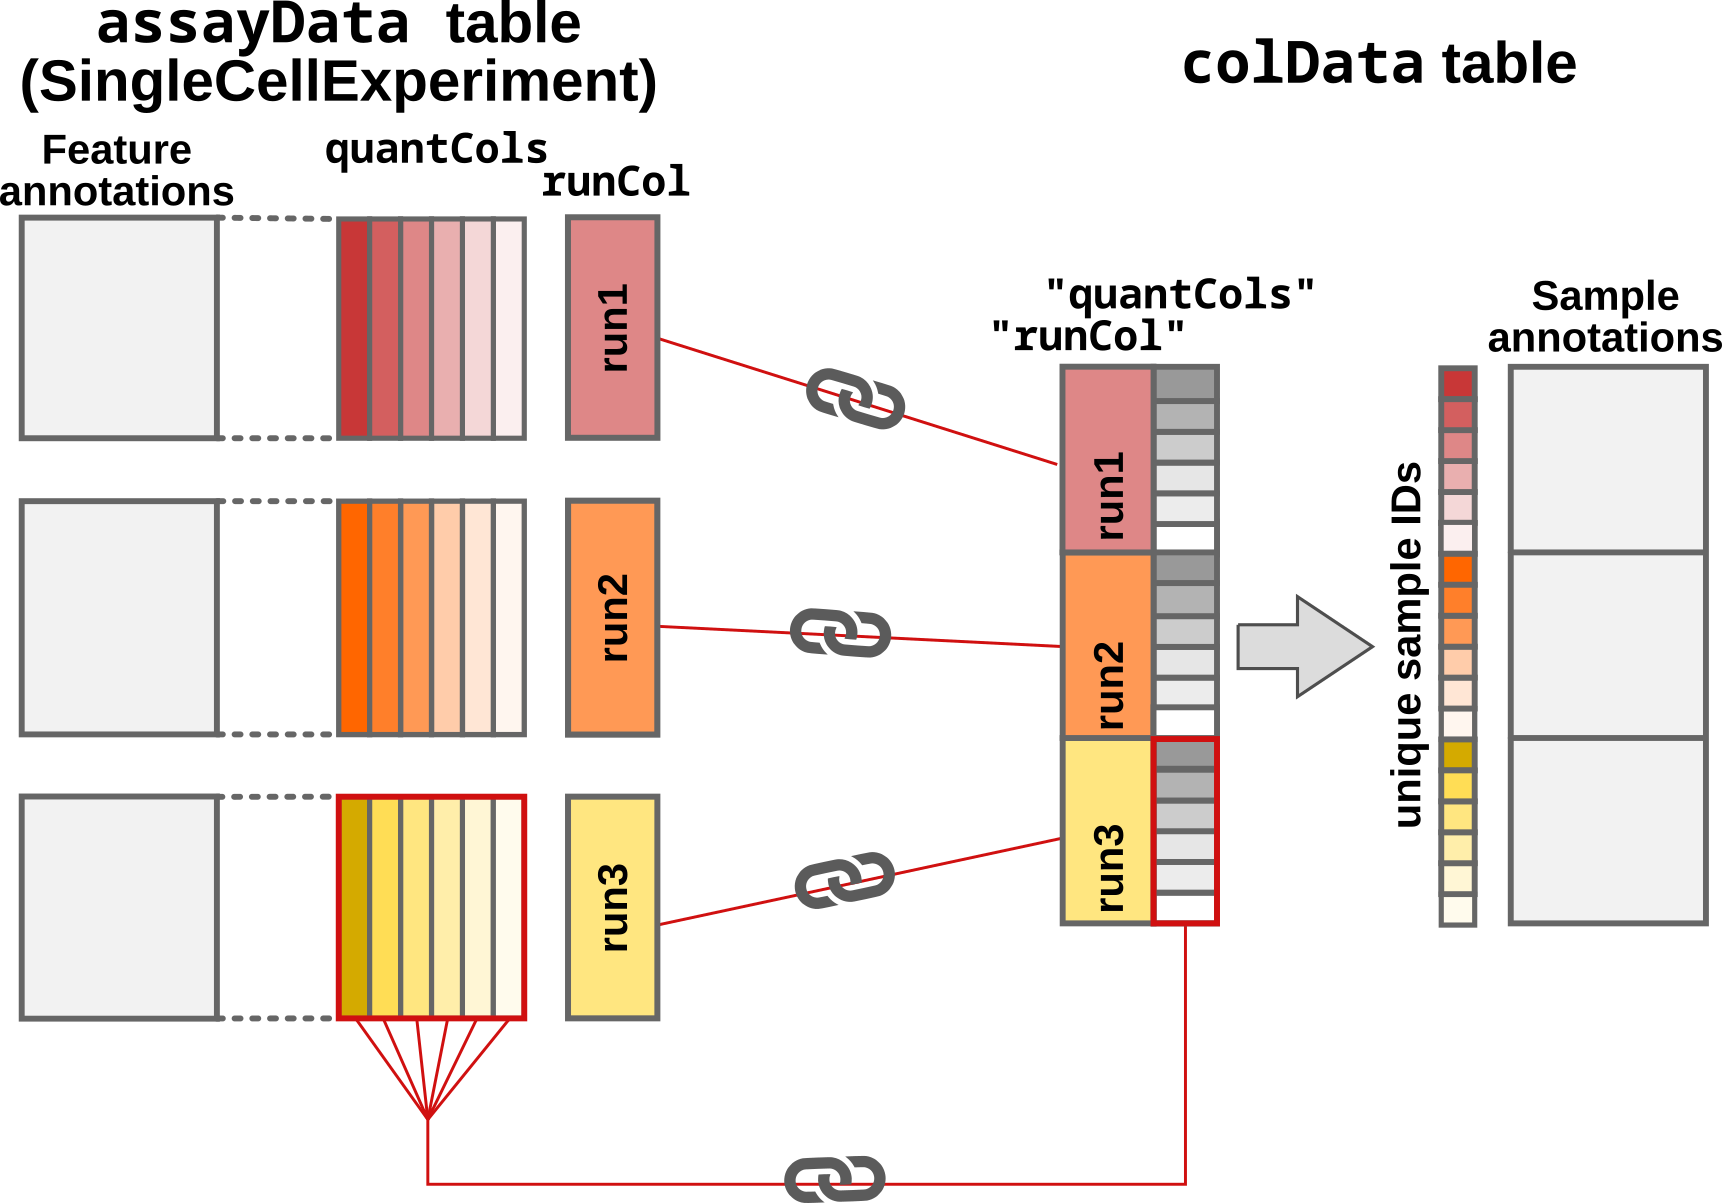 assayData table
(SingleCellExperiment)
colData table
Feature
annotations
quantCols
runCol
run1
run2
run3
"quantCols"
"runCol"
run1
run2
run3
unique sample IDs
Sample
annotations